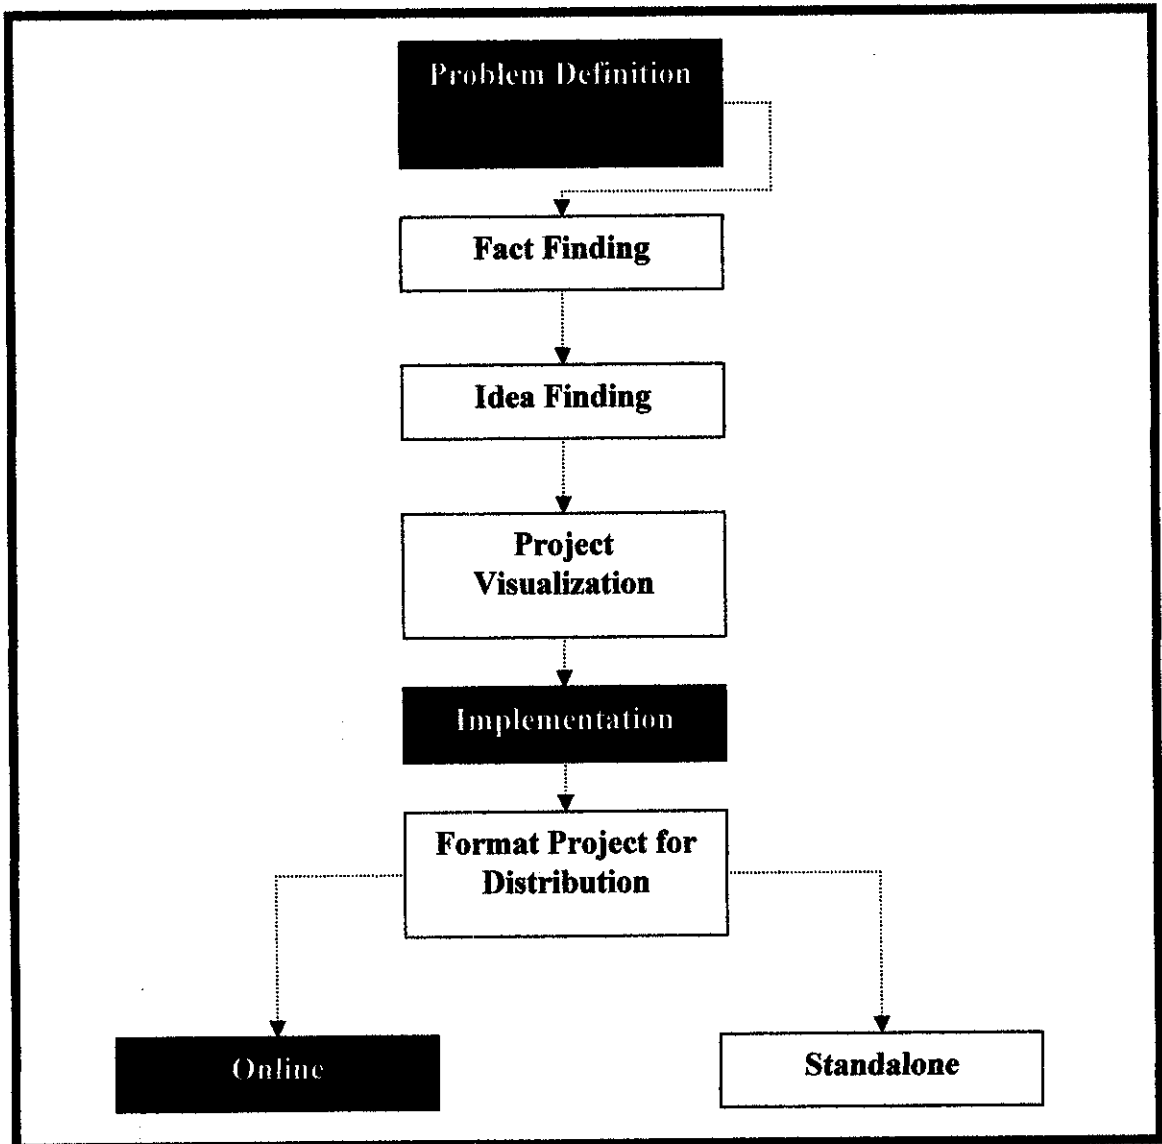 Problem Definition
Fact Finding
Idea Finding
Project
Visualization
Implementation
Format Project for
Distribution
Online
Standalone